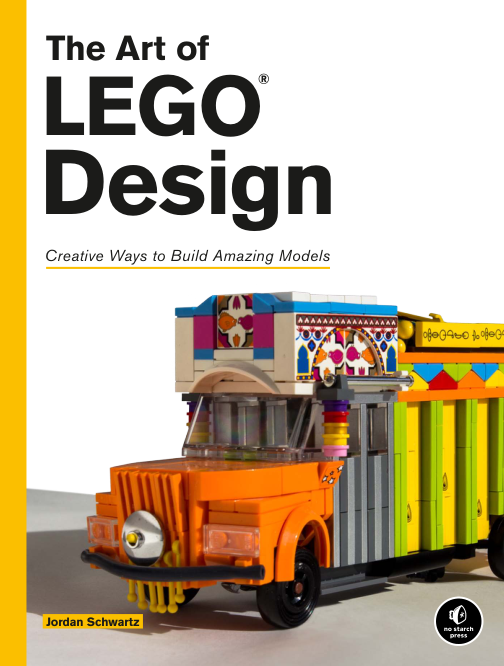 The Art of
LEGO®
Design
Creative Ways to Build Amazing Models
Jordan Schwartz
no starch
press